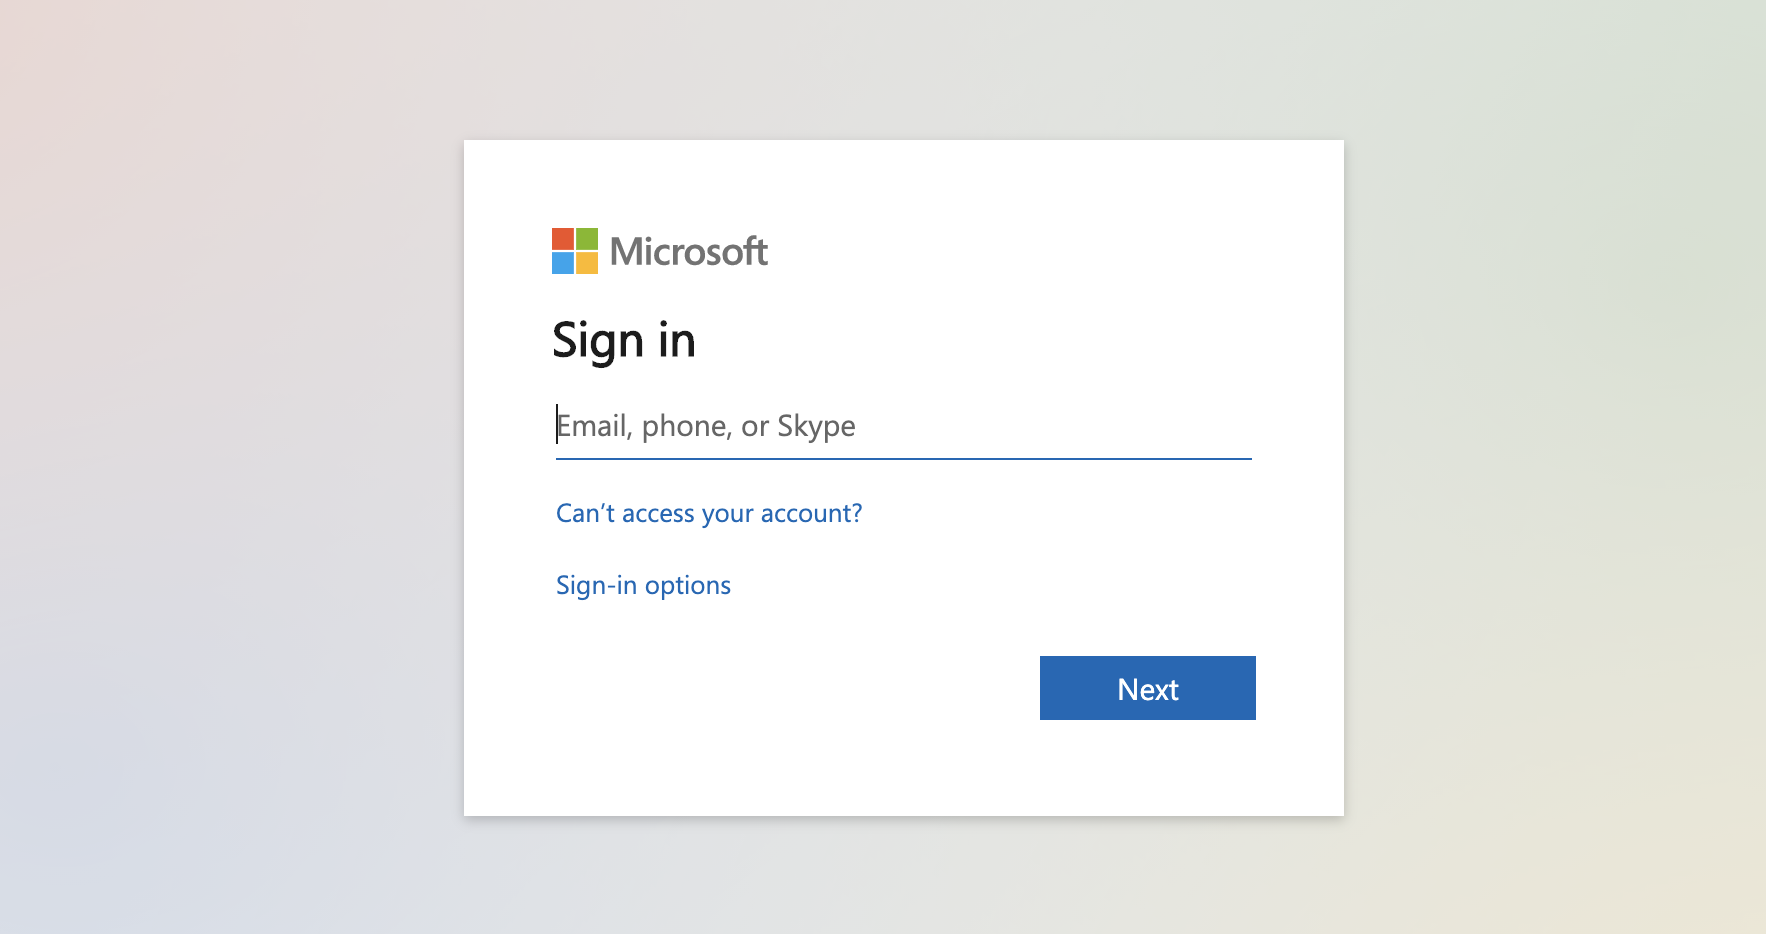 Microsoft
Sign in
Email, phone, or Skype
Can’t access your account?
Sign-in options
Next